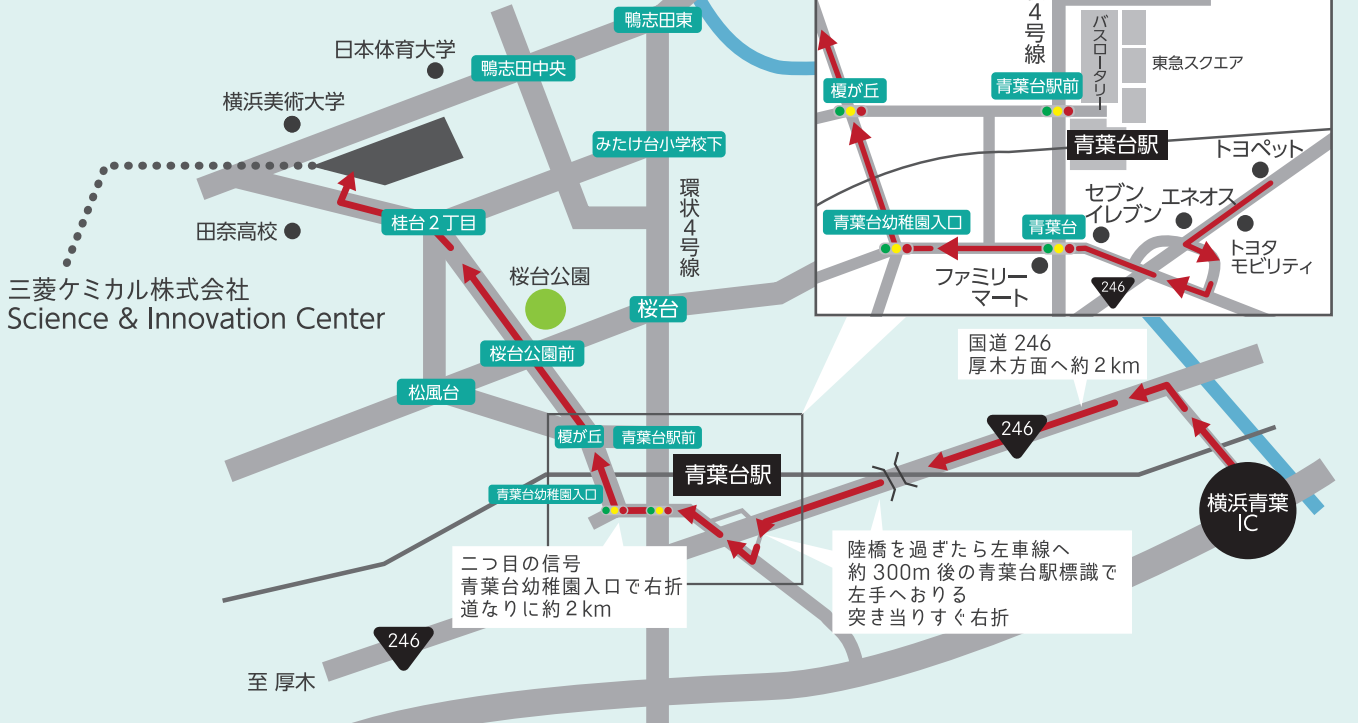 鴨志田東
日本体育大学
鴨志田中央
横浜美術大学
みたけ台小学校下
環状4号線
桂台2丁目
田奈高校
三菱ケミカル株式会社
Science & Innovation Center
桜台公園
桜台
桜台公園前
松風台
榎が丘
青葉台駅前
青葉台駅
青葉台幼稚園入口
二つ目の信号
青葉台幼稚園入口で右折
道なりに約2km
246
至 厚木
4号線
バスロータリー
東急スクエア
榎が丘
青葉台駅前
青葉台駅
トヨペット
セブン
イレブン
エネオス
青葉台幼稚園入口
青葉台
トヨタ
モビリティ
ファミリー
マート
246
国道 246
厚木方面へ約2km
246
横浜青葉
IC
陸橋を過ぎたら左車線へ
約 300m 後の青葉台駅標識で
左手へおりる
突き当りすぐ右折